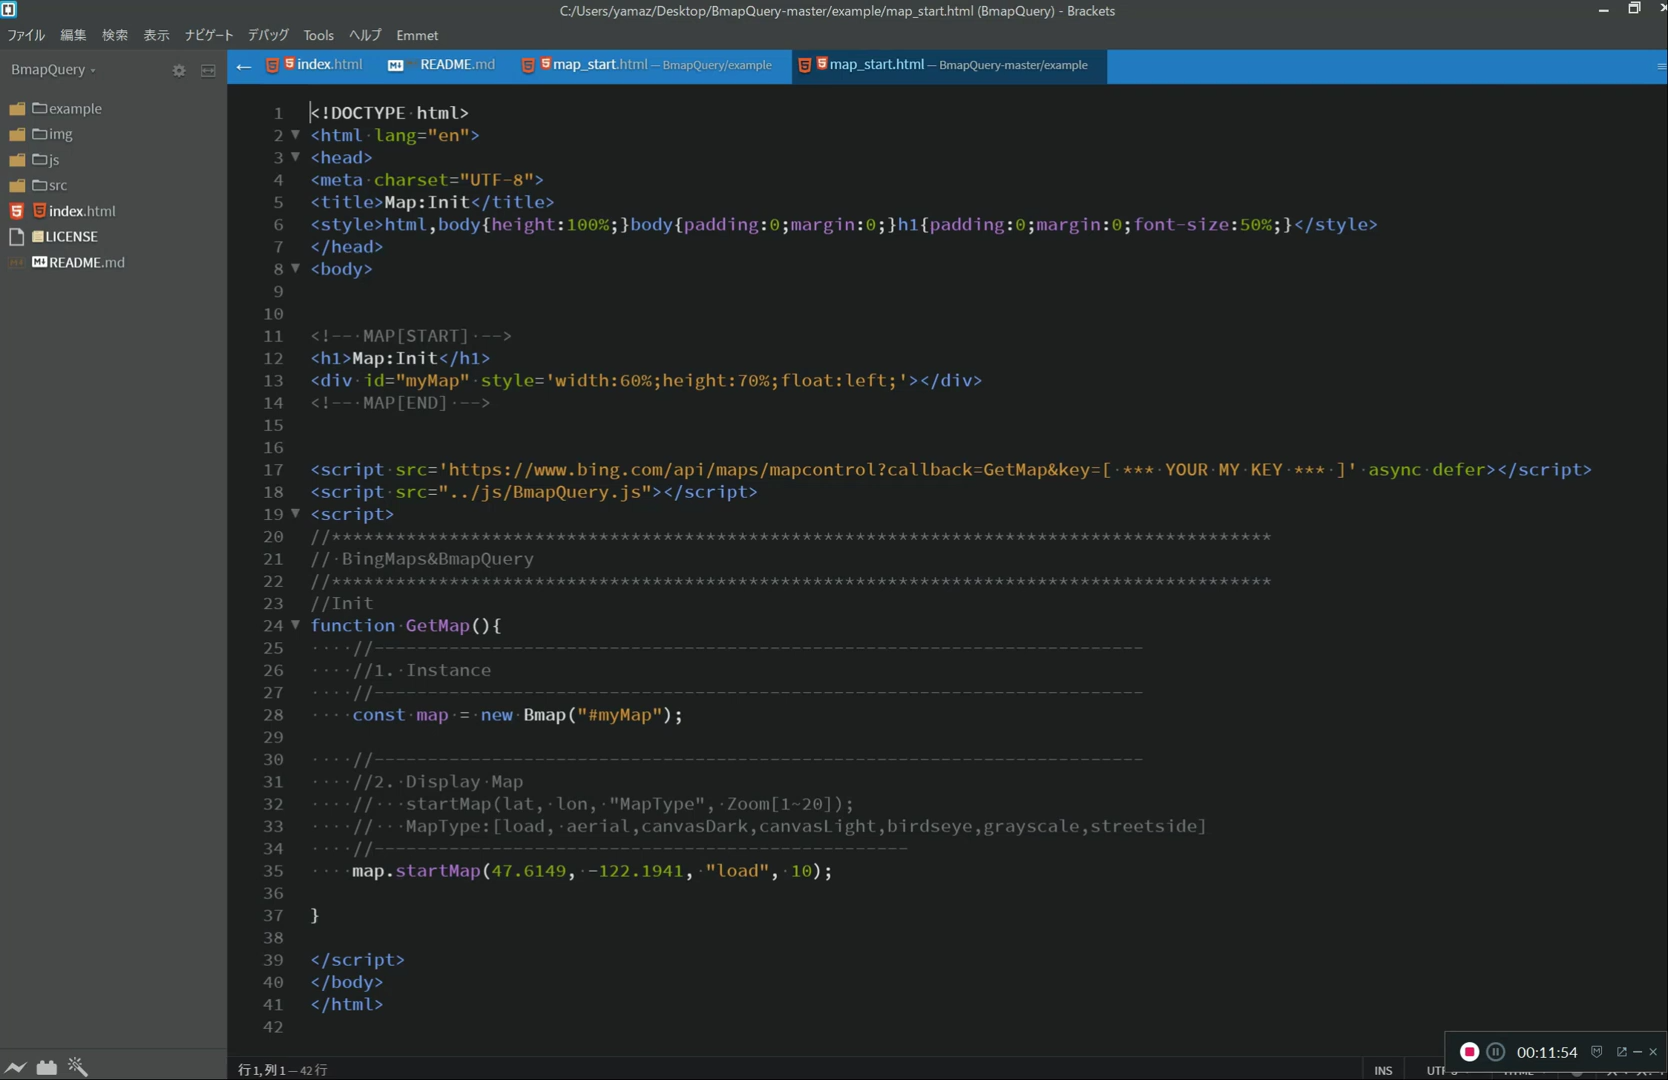 C:/Users/yamaz/Desktop/BmapQuery-master/example/map_start.html (BmapQuery) - Brackets
ファイル 編集 検索 表示 ナビゲート デバッグ Tools ヘルプ Emmet
BmapQuery
index.html README.md map_start.html — BmapQuery/example map_start.html — BmapQuery-master/example
example
img
js
src
index.html
LICENSE
README.md
1 <!DOCTYPE html>
2 <html lang="en">
3 <head>
4 <meta charset="UTF-8">
5 <title>Map:Init</title>
6 <style>html,body{height:100%;}body{padding:0;margin:0;}h1{padding:0;margin:0;font-size:50%;}</style>
7 </head>
8 <body>
9
10
11 <!-- MAP[START] -->
12 <h1>Map:Init</h1>
13 <div id="myMap" style='width:60%;height:70%;float:left;'></div>
14 <!-- MAP[END] -->
15
16
17 <script src='https://www.bing.com/api/maps/mapcontrol?callback=GetMap&key=[ *** YOUR MY KEY *** ]' async defer></script>
18 <script src="../js/BmapQuery.js"></script>
19 <script>
20 //****************************************************************************************
21 // BingMaps&BmapQuery
22 //****************************************************************************************
23 //Init
24 function GetMap(){
25 //------------------------------------------------------------------------
26 //1. Instance
27 //------------------------------------------------------------------------
28 const map = new Bmap("#myMap");
29
30 //------------------------------------------------------------------------
31 //2. Display Map
32 // startMap(lat, lon, "MapType", Zoom[1~20]);
33 // MapType:[load, aerial,canvasDark,canvasLight,birdseye,grayscale,streetside]
34 //--------------------------------------------------
35 map.startMap(47.6149, -122.1941, "load", 10);
36
37 }
38
39 </script>
40 </body>
41 </html>
42
行 1, 列 1 — 42 行
INS
00:11:54